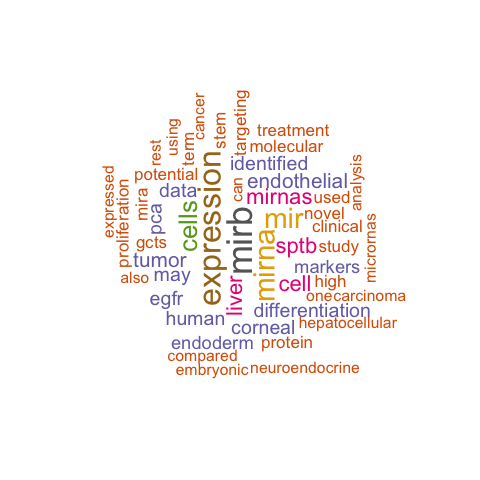 cancer
targeting
using
stem
treatment
rest
term
molecular
identified
expressed
potential
can
endothelial
analysis
proliferation
mira
pca
data
cells
expression
mirb
mirna
mir
mirnas
used
novel
clinical
micrornas
gcts
sptb
study
tumor
also
may
liver
cell
markers
high
egfr
one
carcinoma
human
differentiation
corneal
hepatocellular
endoderm
protein
compared
embryonic
neuroendocrine